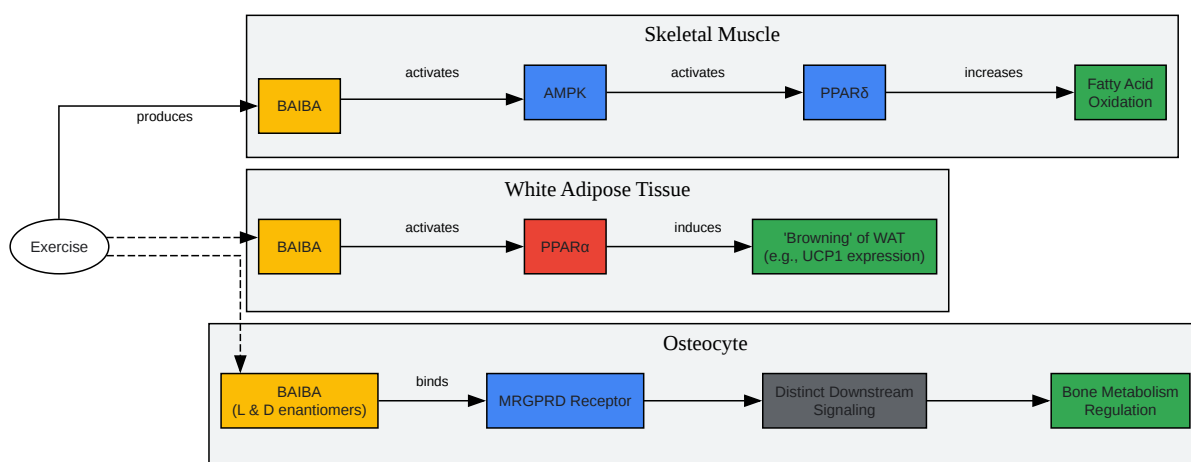 Skeletal Muscle
BAIBA
activates
AMPK
activates
PPARδ
increases
Fatty Acid
Oxidation
produces
White Adipose Tissue
Exercise
BAIBA
activates
PPARα
induces
'Browning' of WAT
(e.g., UCP1 expression)
Osteocyte
BAIBA
(L & D enantiomers)
binds
MRGPRD Receptor
Distinct Downstream
Signaling
Bone Metabolism
Regulation